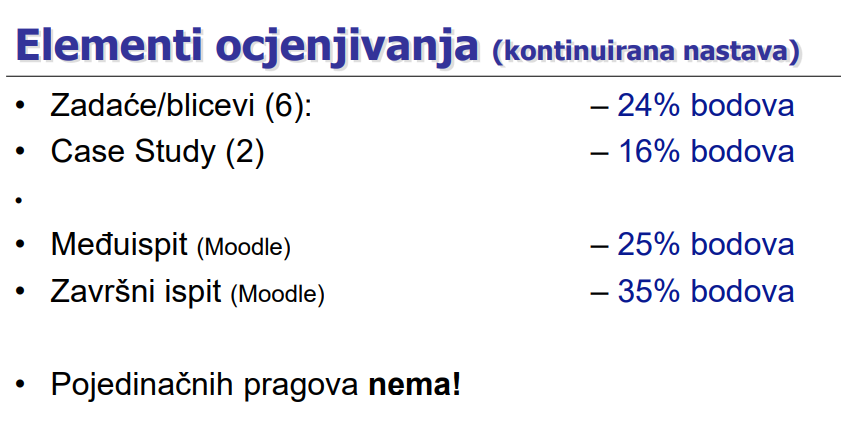 Elementi ocjenjivanja (kontinuirana nastava)
• Zadaće/blicevi (6): – 24% bodova
• Case Study (2) – 16% bodova
•
• Međuispit (Moodle) – 25% bodova
• Završni ispit (Moodle) – 35% bodova
• Pojedinačnih pragova nema!